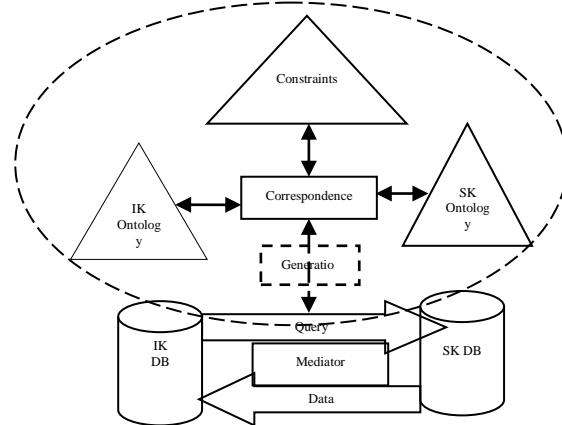 Constraints
IK
Ontolog
y
Correspondence
SK
Ontolog
y
Generatio
Query
IK
DB
Mediator
SK DB
Data